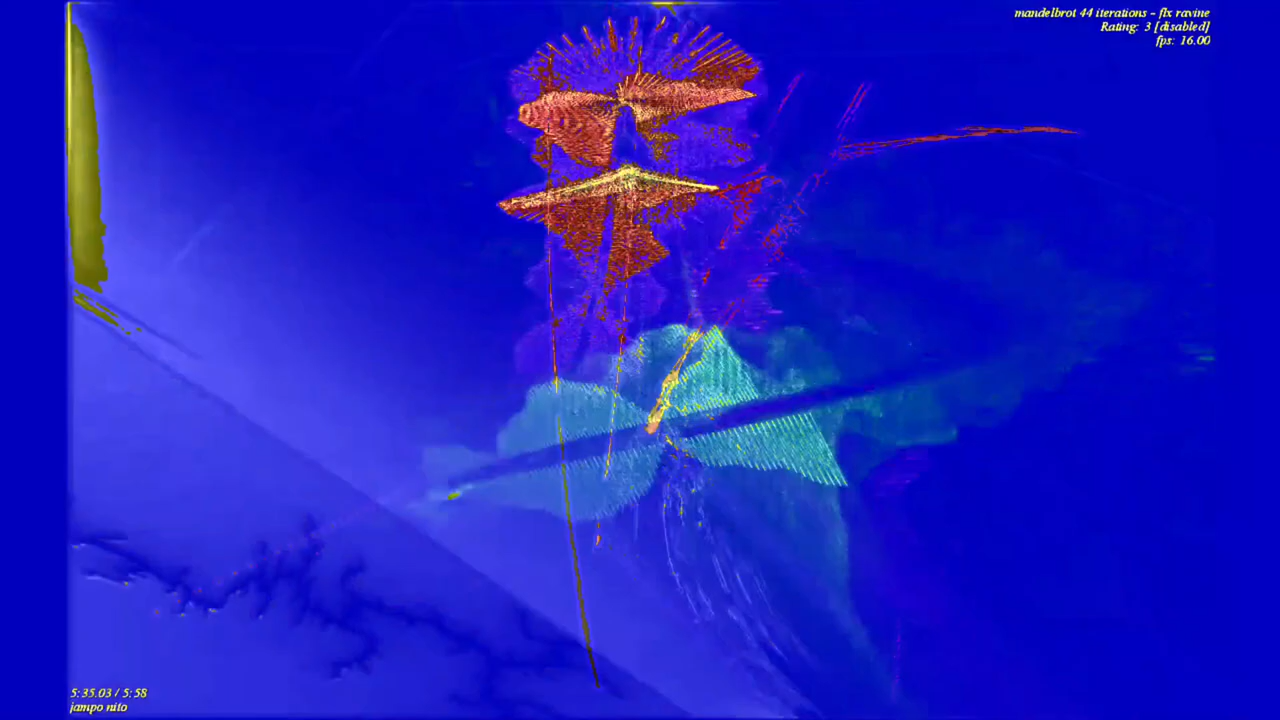 mandelbrot 44 iterations - flx ravine
Rating: 3 [disabled]
fps: 16.00
5:35.03 / 5:58
jampo nito